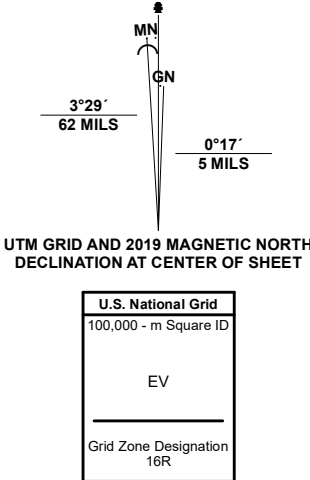 MN
GN
3°29´
62 MILS
0°17´
5 MILS
UTM GRID AND 2019 MAGNETIC NORTH
DECLINATION AT CENTER OF SHEET
U.S. National Grid
100,000 - m Square ID
EV
Grid Zone Designation
16R